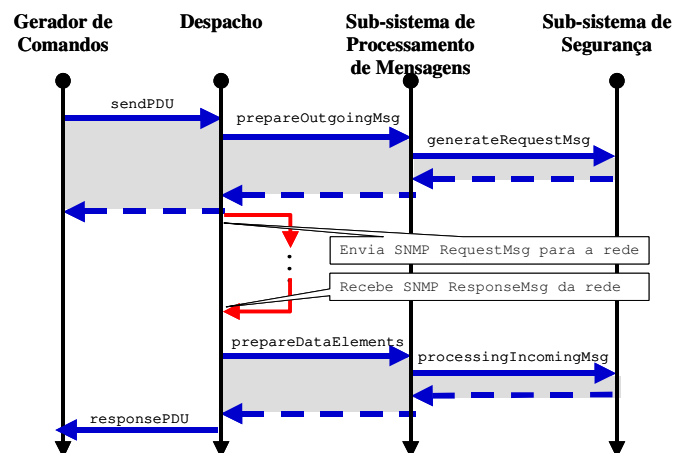 Gerador de
Comandos
Despacho
Sub-sistema de
Processamento
de Mensagens
Sub-sistema de
Segurança
sendPDU
prepareOutgoingMsg
generateRequestMsg
Envia SNMP RequestMsg para a rede
Recebe SNMP ResponseMsg da rede
prepareDataElements
processingIncomingMsg
responsePDU